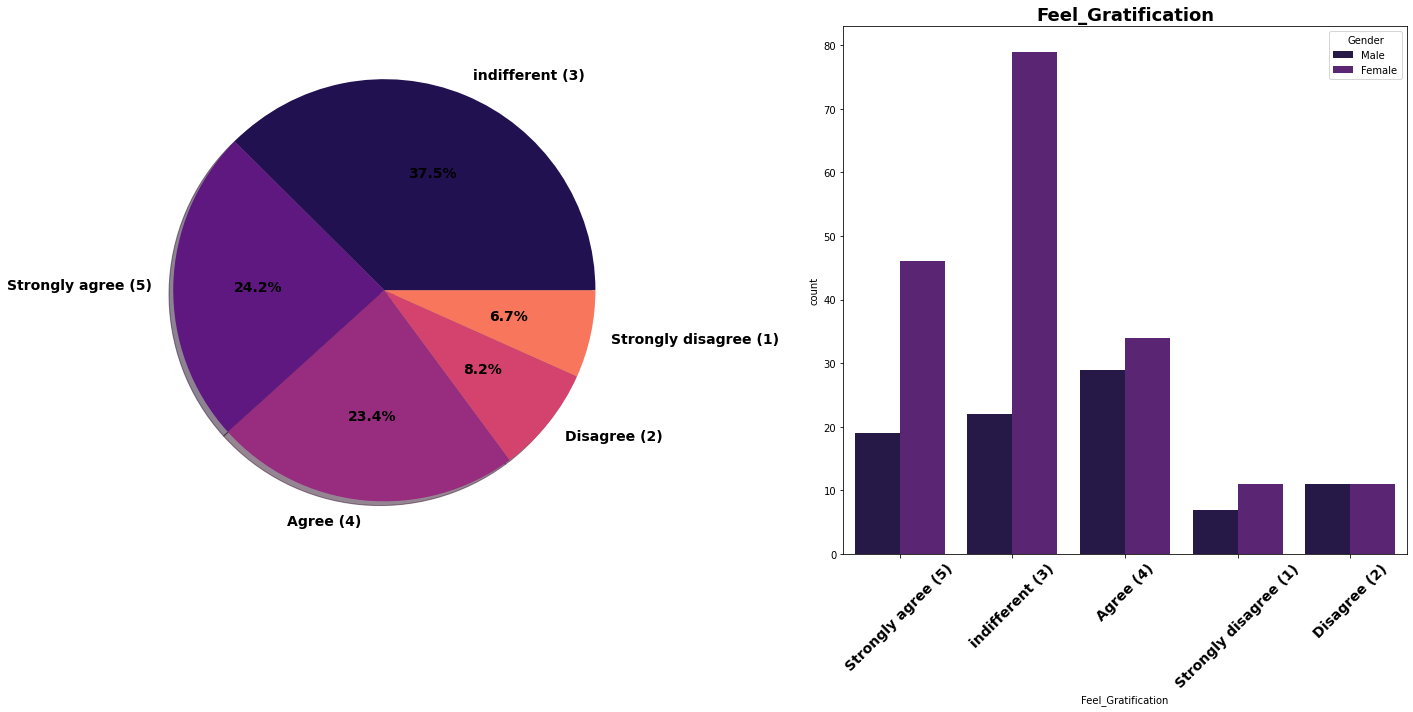 indifferent (3)
37.5%
Strongly agree (5)
24.2%
6.7%
Strongly disagree (1)
8.2%
23.4%
Disagree (2)
Agree (4)
Feel_Gratification
Gender
Male
Female
count
80
70
60
50
40
30
20
10
0
Strongly agree (5)
indifferent (3)
Agree (4)
Strongly disagree (1)
Disagree (2)
Feel_Gratification